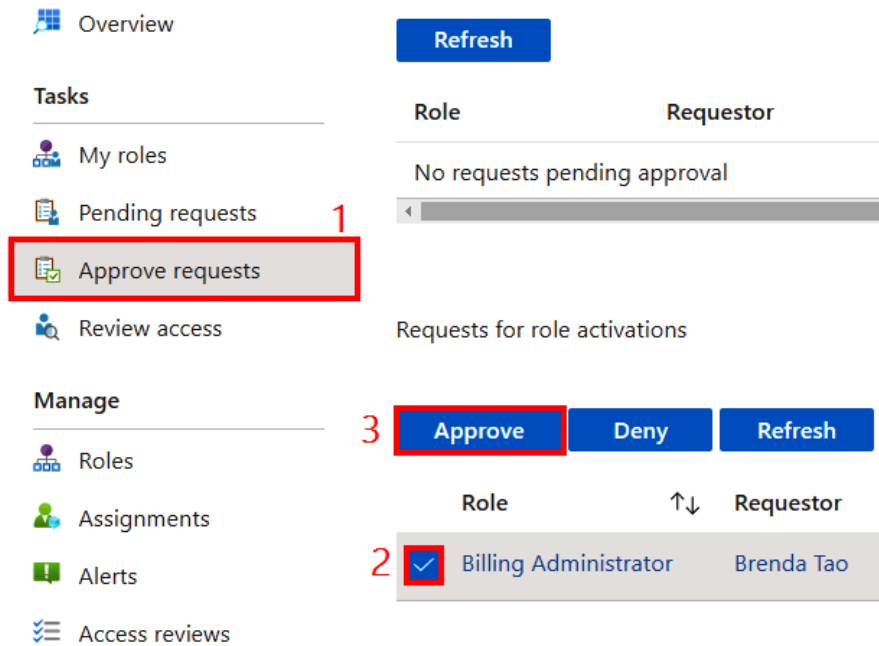 Overview
Tasks
My roles
Pending requests
1
Approve requests
Review access
Manage
Roles
Assignments
Alerts
Access reviews
Refresh
Role Requestor
No requests pending approval
Requests for role activations
3 Approve Deny Refresh
Role ↑↓ Requestor
2 Billing Administrator Brenda Tao